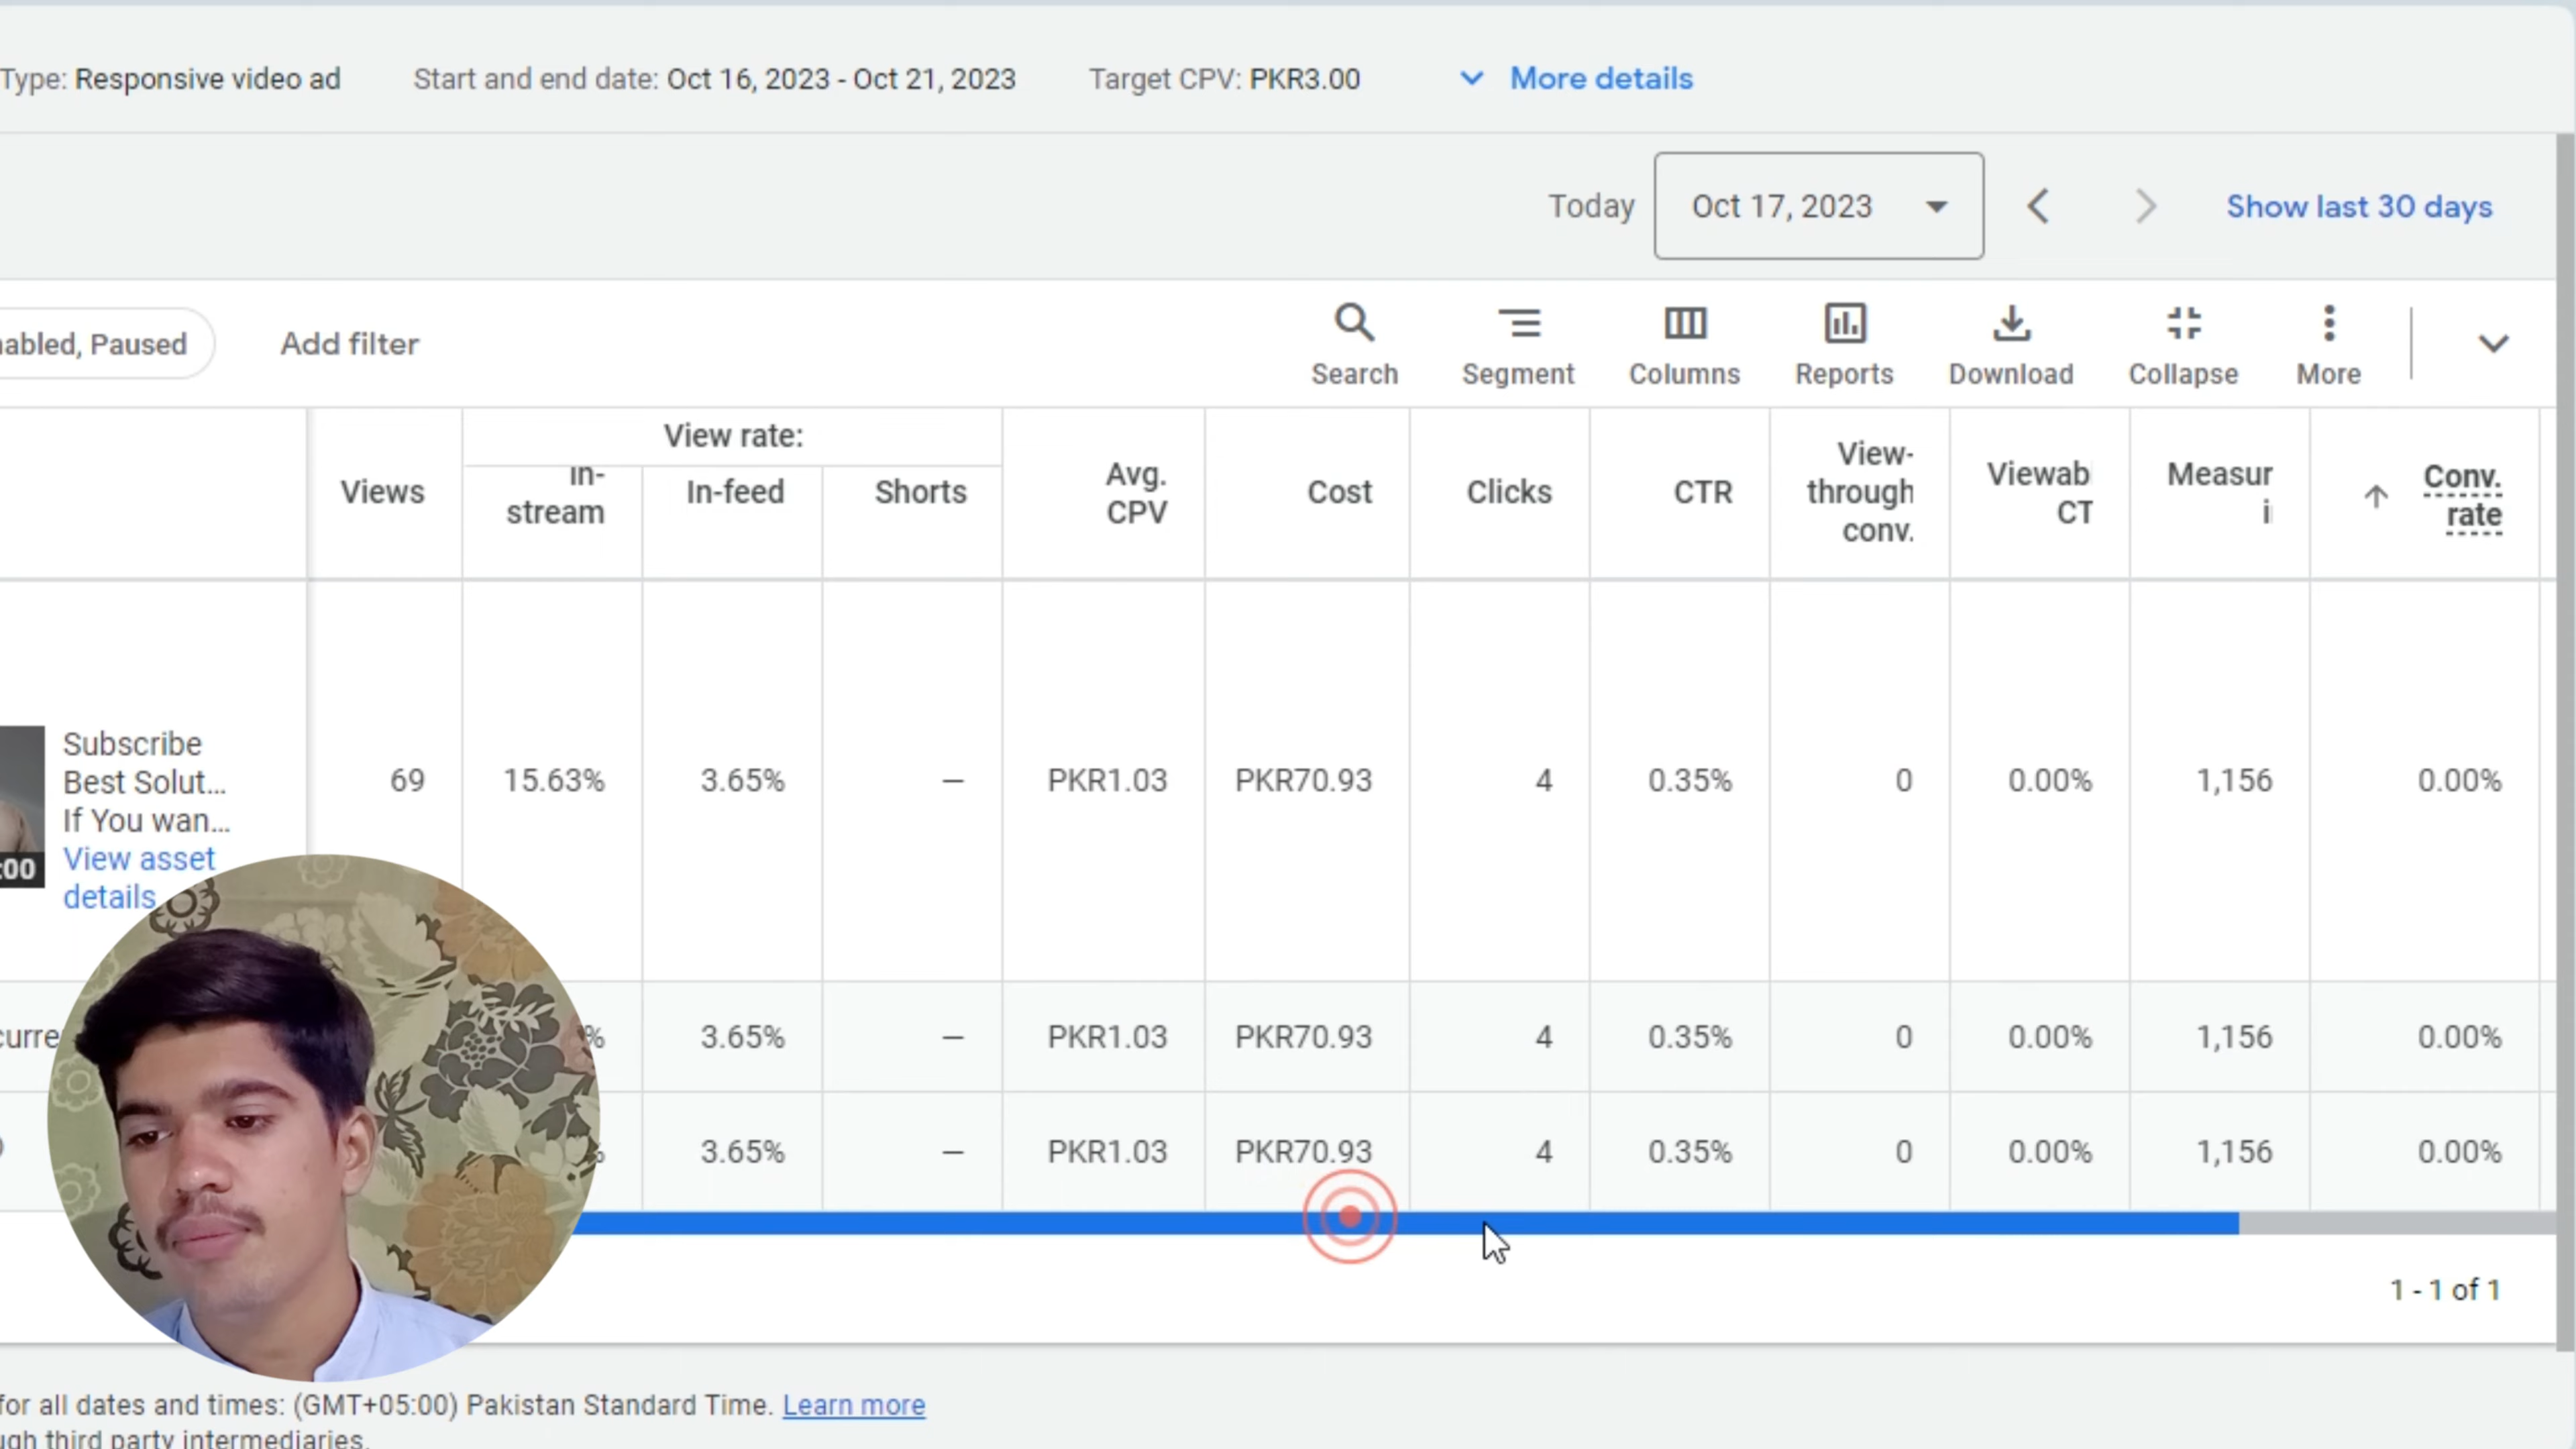 Type: Responsive video ad Start and end date: Oct 16, 2023 - Oct 21, 2023 Target CPV: PKR3.00 More details
Today Oct 17, 2023 Show last 30 days
Paused Add filter Search Segment Columns Reports Download Collapse More
View rate:
Views In-stream In-feed Shorts Avg. CPV Cost Clicks CTR View-through conv. Viewab CT Measur i Conv. rate
Subscribe
Best Solut...
If You wan...
View asset
details
:00
69 15.63% 3.65% — PKR1.03 PKR70.93 4 0.35% 0 0.00% 1,156 0.00%
curre % 3.65% — PKR1.03 PKR70.93 4 0.35% 0 0.00% 1,156 0.00%
3.65% — PKR1.03 PKR70.93 4 0.35% 0 0.00% 1,156 0.00%
1 - 1 of 1
for all dates and times: (GMT+05:00) Pakistan Standard Time. Learn more
ugh third party intermediaries.